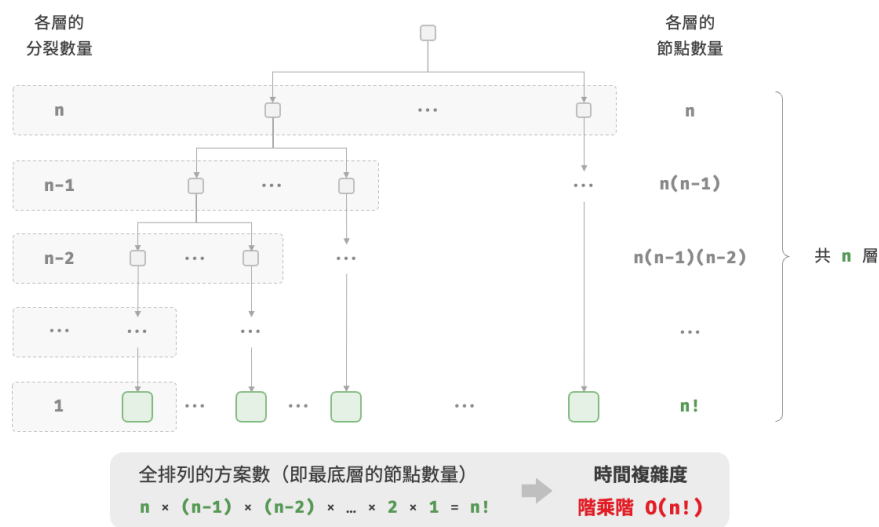 各層的
分裂數量
各層的
節點數量
n
...
n
n-1
...
...
n(n-1)
n-2
...
...
n(n-1)(n-2)
共 n 層
...
...
...
...
1
...
...
...
n!
全排列的方案數（即最底層的節點數量）
n × (n-1) × (n-2) × … × 2 × 1 = n!
時間複雜度
階乘階 O(n!)